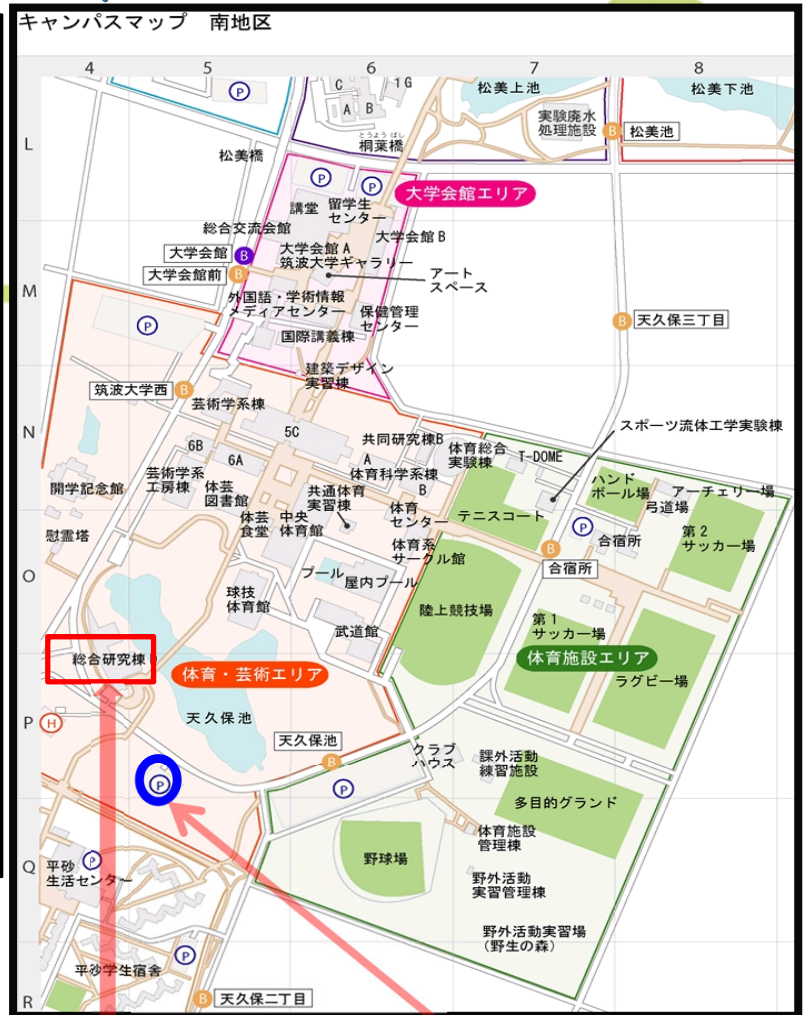 キャンパスマップ　南地区
4
5
6
7
8
L
M
N
O
P
Q
R
P
C
A
B
1G
とうよう ばし
桐葉橋
松美上池
松美下池
実験廃水
処理施設
B
松美池
松美橋
P
P
大学会館エリア
講堂
留学生
センター
総合交流会館
大学会館
B
大学会館前
B
大学会館 A
筑波大学ギャラリー
大学会館 B
アート
スペース
外国語・学術情報
メディアセンター
保健管理
センター
国際講義棟
B
天久保三丁目
P
建築デザイン
実習棟
筑波大学西
B
芸術学系棟
5C
6B
6A
共同研究棟B
A
体育科学系棟
B
体育総合
実験棟
T-DOME
スポーツ流体工学実験棟
開学記念館
芸術学系
工房棟
体芸
図書館
共通体育
実習棟
体育
センター
テニスコート
ハンド
ボール場
アーチェリー場
弓道場
慰霊塔
体芸
食堂
中央
体育館
体育系
サークル館
P
合宿所
B
合宿所
第２
サッカー場
プール
屋内プール
球技
体育館
武道館
陸上競技場
第１
サッカー場
体育施設エリア
総合研究棟
体育・芸術エリア
ラグビー場
H
天久保池
天久保池
B
クラブ
ハウス
課外活動
練習施設
P
P
多目的グランド
体育施設
管理棟
平砂
生活センター
P
野球場
野外活動
実習管理棟
野外活動実習場
（野生の森）
P
平砂学生宿舎
B
天久保二丁目